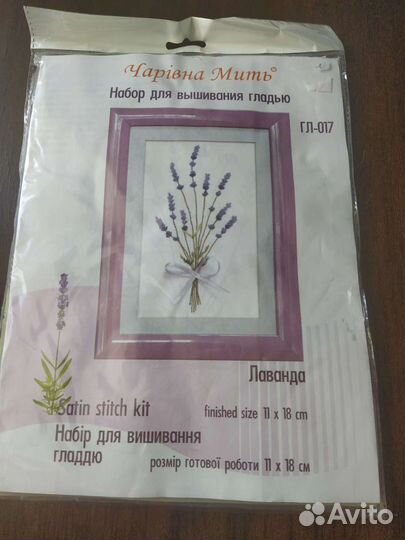 Чарівна Мить©
Набор для вышивания гладью
ГЛ-017
Лаванда
Satin stitch kit finished size 11 x 18 cm
Набір для вишивання
гладдю розмір готової роботи 11 x 18 см
Avito